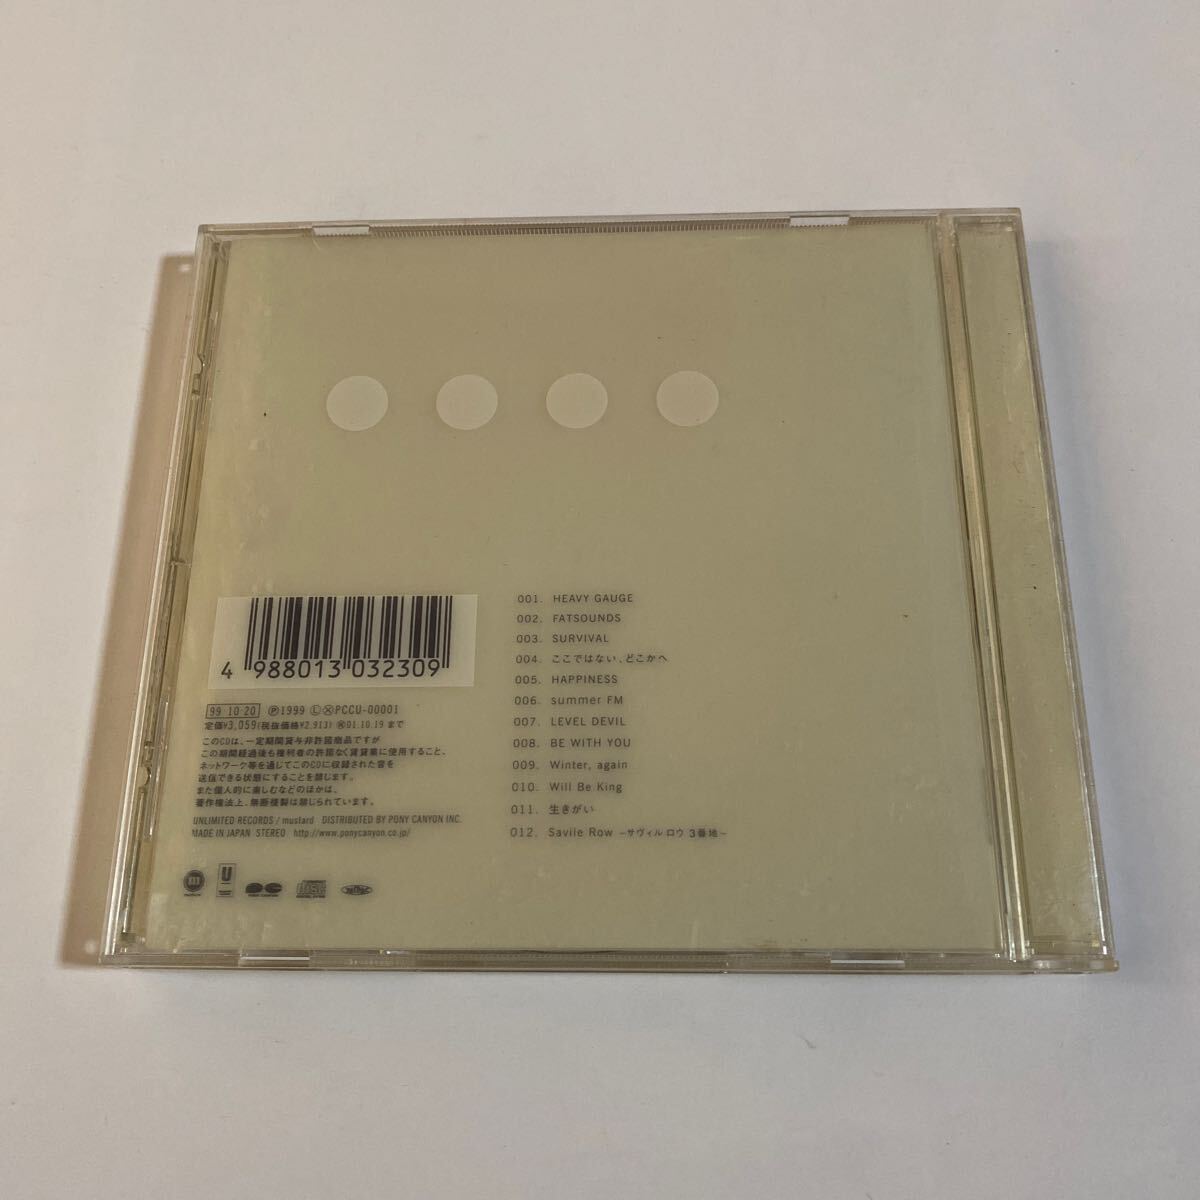 4 988013 032309
99·10·20 Ⓟ1999 ⓁⓍPCCU-00001
定価¥3,059(税抜価格¥2,913) 01.10.19まで
このCDは、一定期間貸与非許諾商品ですが
この期間経過後も権利者の許諾なく賃貸業に使用すること、
ネットワーク等を通じてこのCDに収録された音を
送信できる状態にすることを禁じます。
また個人的に楽しむなどのほかは、
著作権法上、無断複製は禁じられています。
UNLIMITED RECORDS / mustard DISTRIBUTED BY PONY CANYON INC.
MADE IN JAPAN STEREO http://www.ponycanyon.co.jp/
001. HEAVY GAUGE
002. FATSOUNDS
003. SURVIVAL
004. ここではない、どこかへ
005. HAPPINESS
006. summer FM
007. LEVEL DEVIL
008. BE WITH YOU
009. Winter, again
010. Will Be King
011. 生きがい
012. Savile Row ～サヴィル ロウ 3番地～
m
U
PONY CANYON
disc